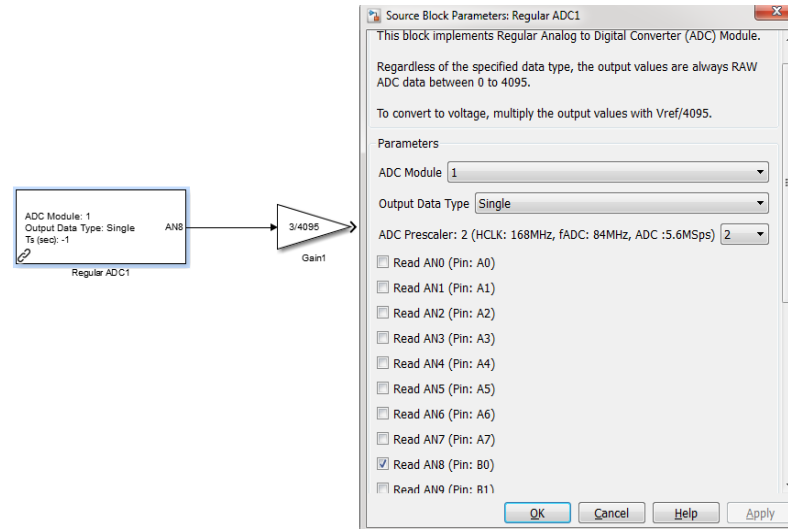 Source Block Parameters: Regular ADC1
This block implements Regular Analog to Digital Converter (ADC) Module.
Regardless of the specified data type, the output values are always RAW
ADC data between 0 to 4095.
To convert to voltage, multiply the output values with Vref/4095.
Parameters
ADC Module 1
Output Data Type Single
ADC Prescaler: 2 (HCLK: 168MHz, fADC: 84MHz, ADC :5.6MSps) 2
Read AN0 (Pin: A0)
Read AN1 (Pin: A1)
Read AN2 (Pin: A2)
Read AN3 (Pin: A3)
Read AN4 (Pin: A4)
Read AN5 (Pin: A5)
Read AN6 (Pin: A6)
Read AN7 (Pin: A7)
Read AN8 (Pin: B0)
Read AN9 (Pin: B1)
OK Cancel Help Apply
ADC Module: 1
Output Data Type: Single AN8
Ts (sec): -1
Regular ADC1
3/4095
Gain1